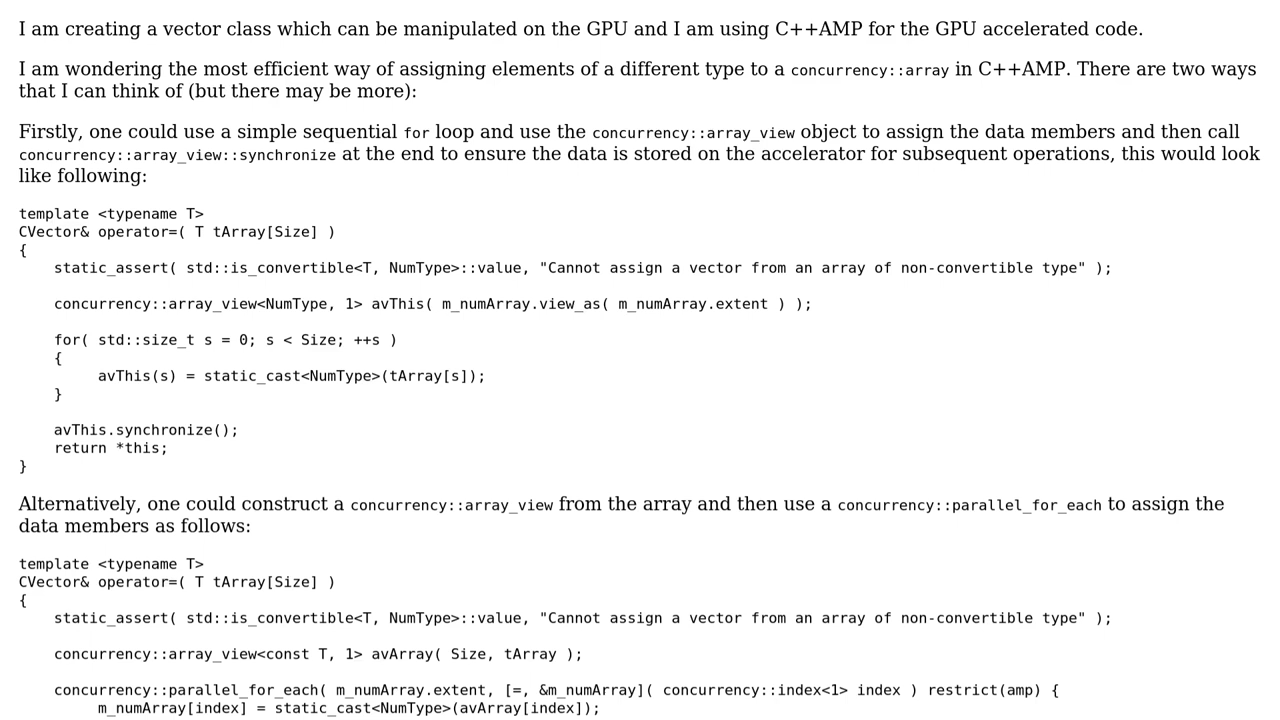 I am creating a vector class which can be manipulated on the GPU and I am using C++AMP for the GPU accelerated code.
I am wondering the most efficient way of assigning elements of a different type to a concurrency::array in C++AMP. There are two ways
that I can think of (but there may be more):
Firstly, one could use a simple sequential for loop and use the concurrency::array_view object to assign the data members and then call
concurrency::array_view::synchronize at the end to ensure the data is stored on the accelerator for subsequent operations, this would look
like following:
template <typename T>
CVector& operator=( T tArray[Size] )
{
    static_assert( std::is_convertible<T, NumType>::value, "Cannot assign a vector from an array of non-convertible type" );
    concurrency::array_view<NumType, 1> avThis( m_numArray.view_as( m_numArray.extent ) );
    for( std::size_t s = 0; s < Size; ++s )
    {
         avThis(s) = static_cast<NumType>(tArray[s]);
    }
    avThis.synchronize();
    return *this;
}
Alternatively, one could construct a concurrency::array_view from the array and then use a concurrency::parallel_for_each to assign the
data members as follows:
template <typename T>
CVector& operator=( T tArray[Size] )
{
    static_assert( std::is_convertible<T, NumType>::value, "Cannot assign a vector from an array of non-convertible type" );
    concurrency::array_view<const T, 1> avArray( Size, tArray );
    concurrency::parallel_for_each( m_numArray.extent, [=, &m_numArray]( concurrency::index<1> index ) restrict(amp) {
         m_numArray[index] = static_cast<NumType>(avArray[index]);